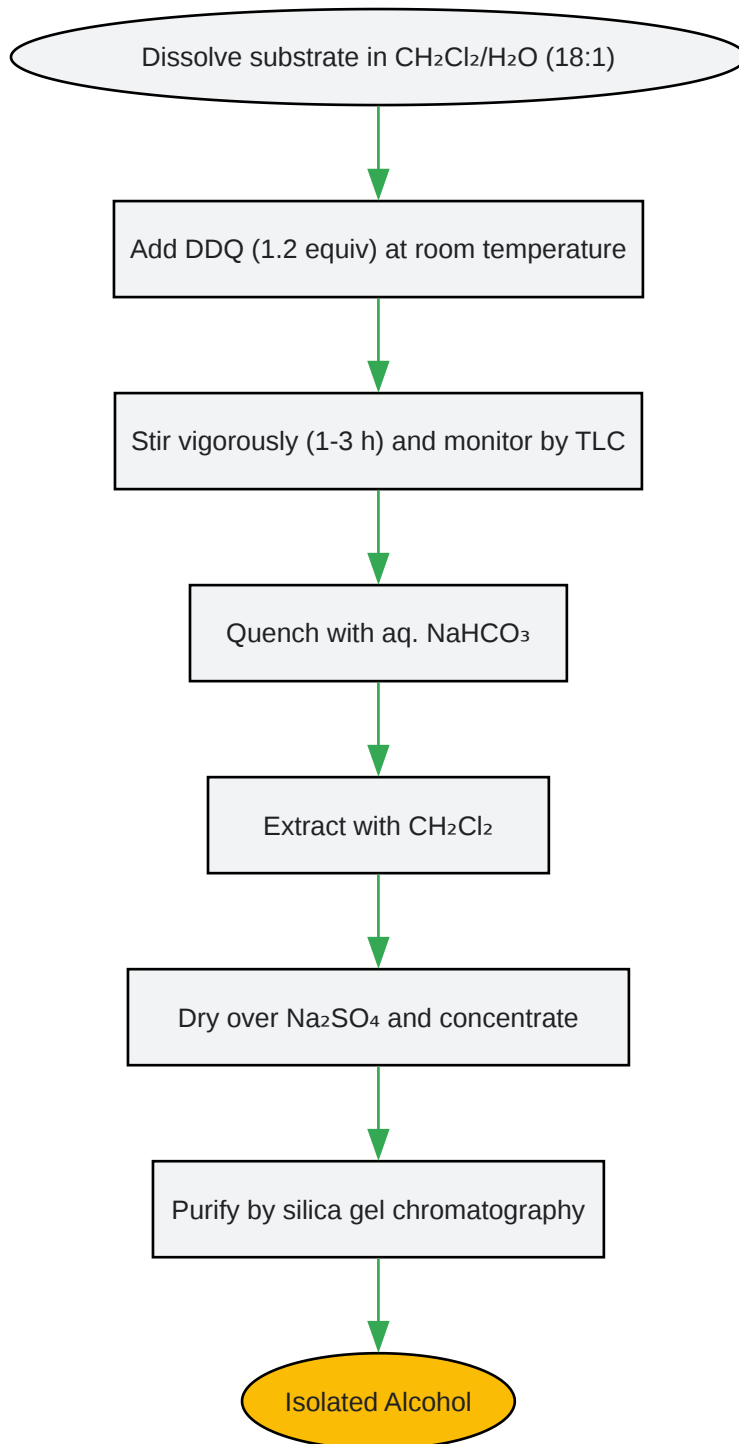 Dissolve substrate in CH₂Cl₂/H₂O (18:1)
Add DDQ (1.2 equiv) at room temperature
Stir vigorously (1-3 h) and monitor by TLC
Quench with aq. NaHCO₃
Extract with CH₂Cl₂
Dry over Na₂SO₄ and concentrate
Purify by silica gel chromatography
Isolated Alcohol